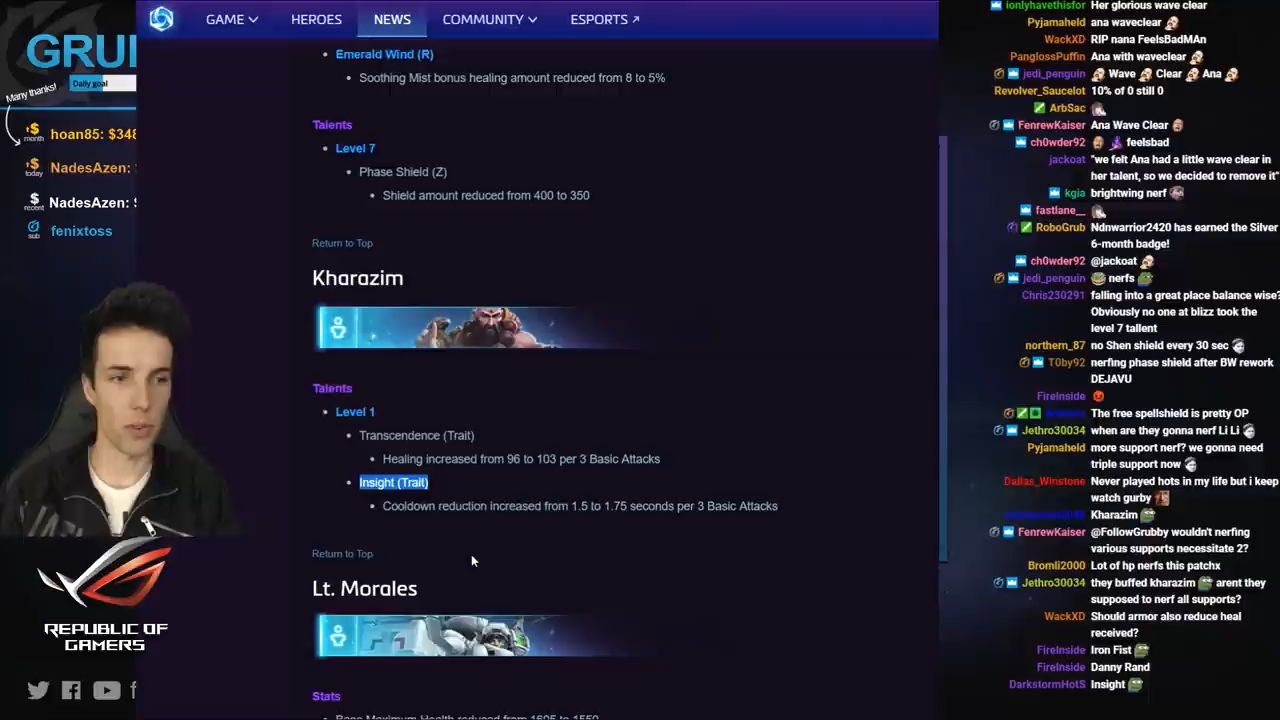 GAME
HEROES
NEWS
COMMUNITY
ESPORTS
GRU
Daily goal
Many thanks!
$ month hoan85: $348
$ today NadesAzen:
$ recent NadesAzen: $
sub fenixtoss
Emerald Wind (R)
Soothing Mist bonus healing amount reduced from 8 to 5%
Talents
Level 7
Phase Shield (Z)
Shield amount reduced from 400 to 350
Return to Top
Kharazim
Talents
Level 1
Transcendence (Trait)
Healing increased from 96 to 103 per 3 Basic Attacks
Insight (Trait)
Cooldown reduction increased from 1.5 to 1.75 seconds per 3 Basic Attacks
Return to Top
Lt. Morales
Stats
Base Maximum Health reduced from 1605 to 1550
REPUBLIC OF
GAMERS
ionlyhavethisfor Her glorious wave clear
Pyjamaheld ana waveclear
WackXD RIP nana FeelsBadMAn
PanglossPuffin Ana with waveclear
jedi_penguin Wave Clear Ana
Revolver_Saucelot 10% of 0 still 0
ArbSac
FenrewKaiser Ana Wave Clear
ch0wder92 feelsbad
jackoat "we felt Ana had a little wave clear in
her talent, so we decided to remove it"
kgia brightwing nerf
fastlane__
RoboGrub Ndnwarrior2420 has earned the Silver
6-month badge!
ch0wder92 @jackoat
jedi_penguin nerfs
Chris230291 falling into a great place balance wise?
Obviously no one at blizz took the
level 7 tallent
northern_87 no Shen shield every 30 sec
T0by92 nerfing phase shield after BW rework
DEJAVU
FireInside
The free spellshield is pretty OP
Jethro30034 when are they gonna nerf Li Li
Pyjamaheld more support nerf? we gonna need
triple support now
Dallas_Winstone Never played hots in my life but i keep
watch gurby
Kharazim
FenrewKaiser @FollowGrubby wouldn't nerfing
various supports necessitate 2?
Bromli2000 Lot of hp nerfs this patchx
Jethro30034 they buffed kharazim arent they
supposed to nerf all supports?
WackXD Should armor also reduce heal
received?
FireInside Iron Fist
FireInside Danny Rand
DarkstormHotS Insight